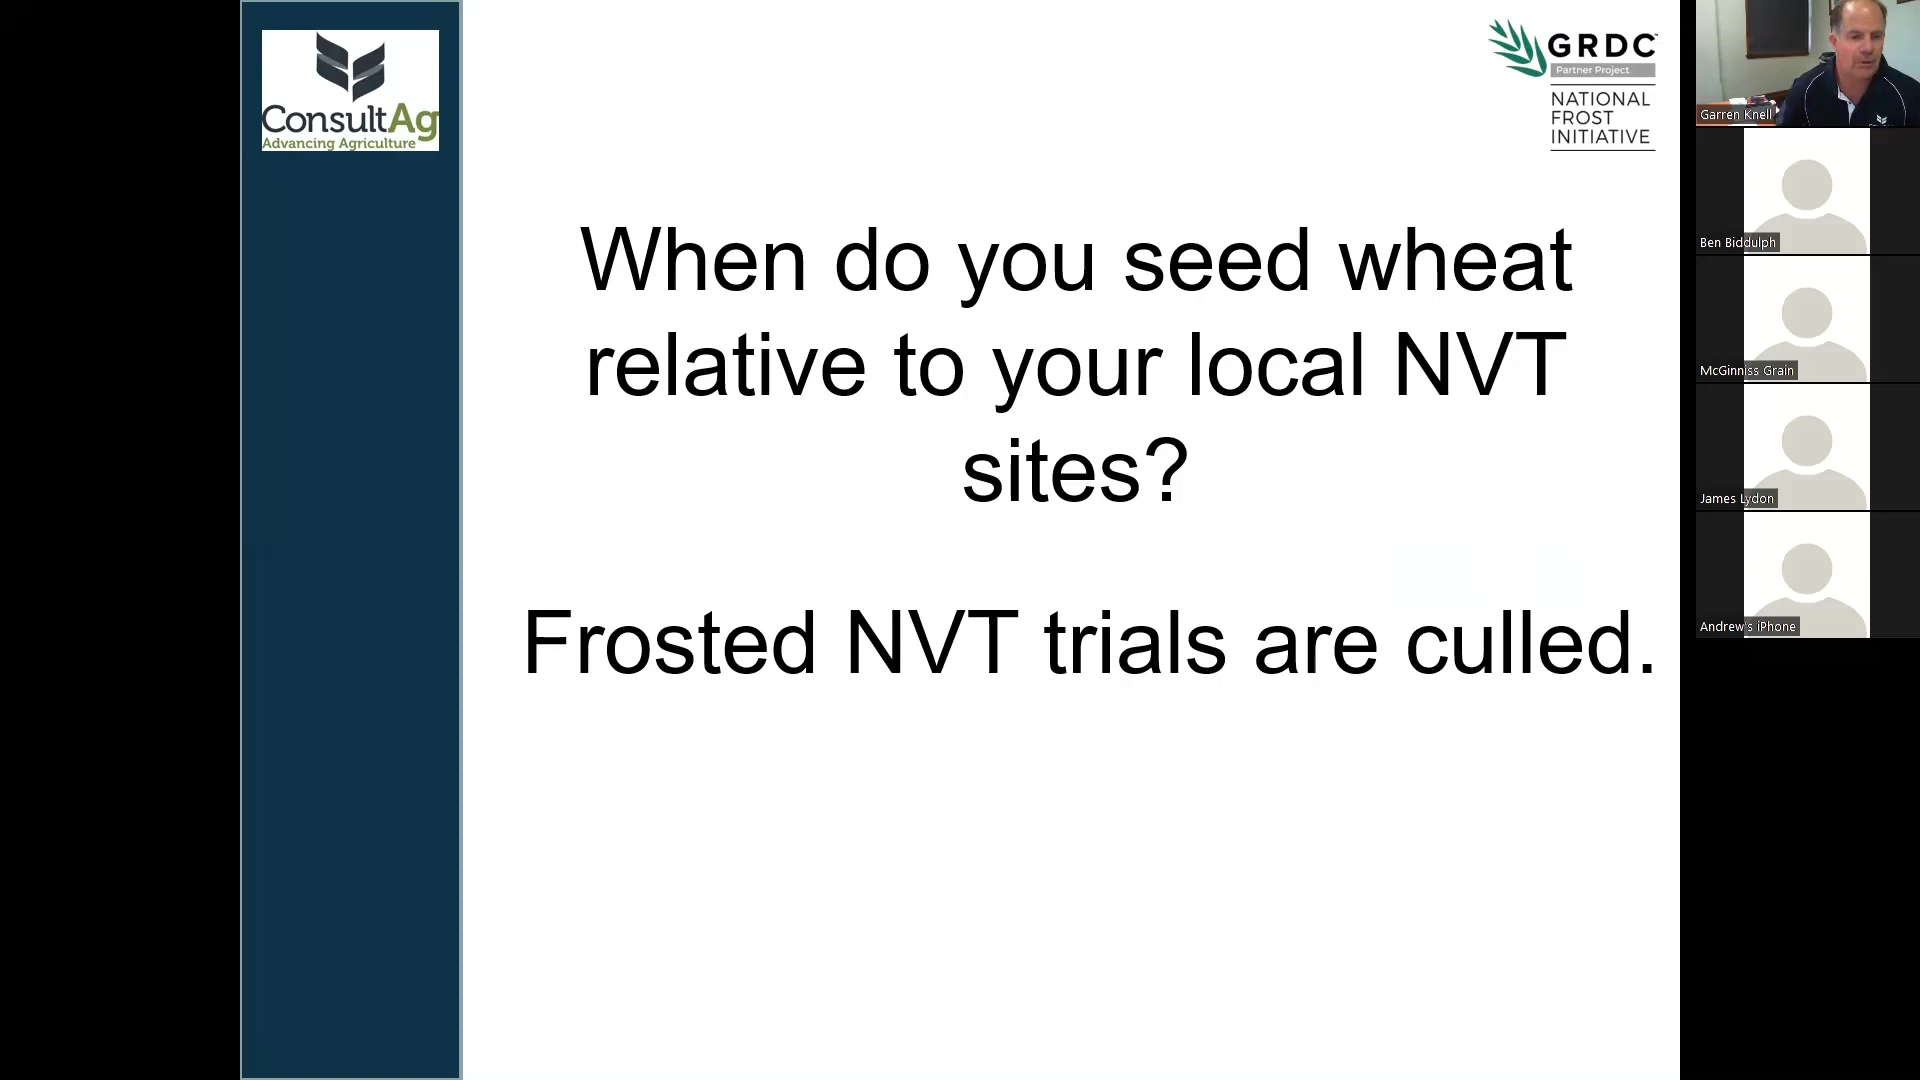 ConsultAg
Advancing Agriculture
GRDC
Partner Project
NATIONAL
FROST
INITIATIVE
When do you seed wheat
relative to your local NVT
sites?
Frosted NVT trials are culled.
Garren Knell
Ben Biddulph
McGinniss Grain
James Lydon
Andrew's iPhone